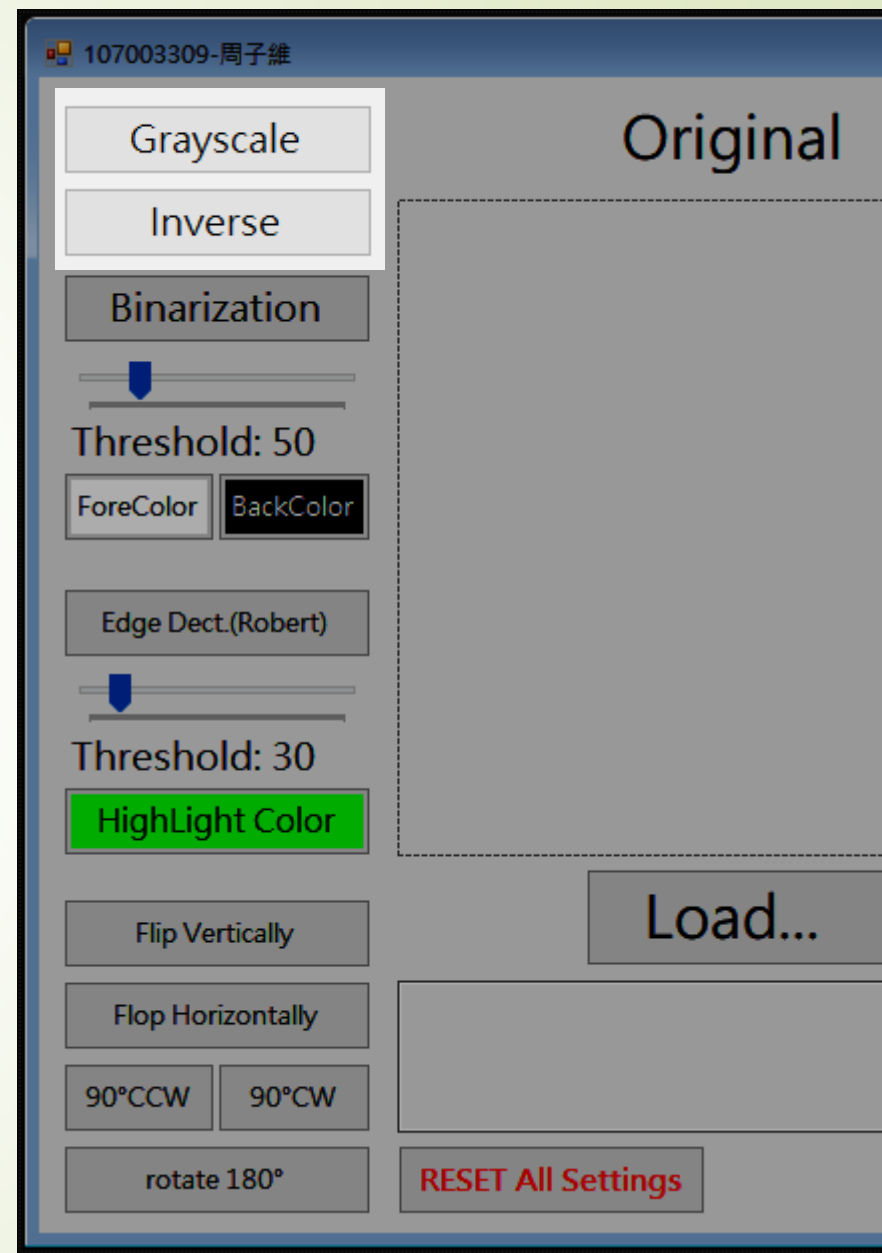 107003309-周子維
Grayscale
Original
Inverse
Binarization
Threshold: 50
ForeColor BackColor
Edge Dect.(Robert)
Threshold: 30
HighLight Color
Flip Vertically
Load...
Flop Horizontally
90°CCW 90°CW
rotate 180°
RESET All Settings